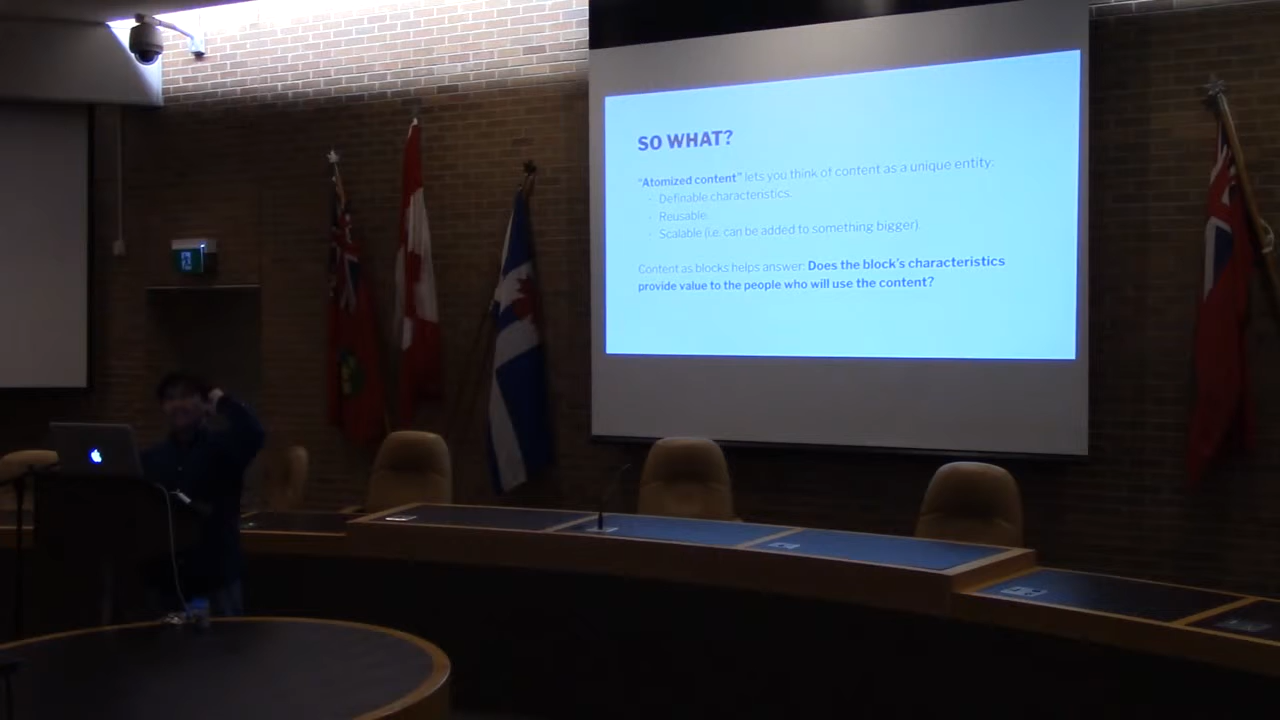 SO WHAT?
“Atomized content” lets you think of content as a unique entity:
- Definable characteristics.
- Reusable.
- Scalable (i.e. can be added to something bigger).
Content as blocks helps answer: Does the block’s characteristics
provide value to the people who will use the content?